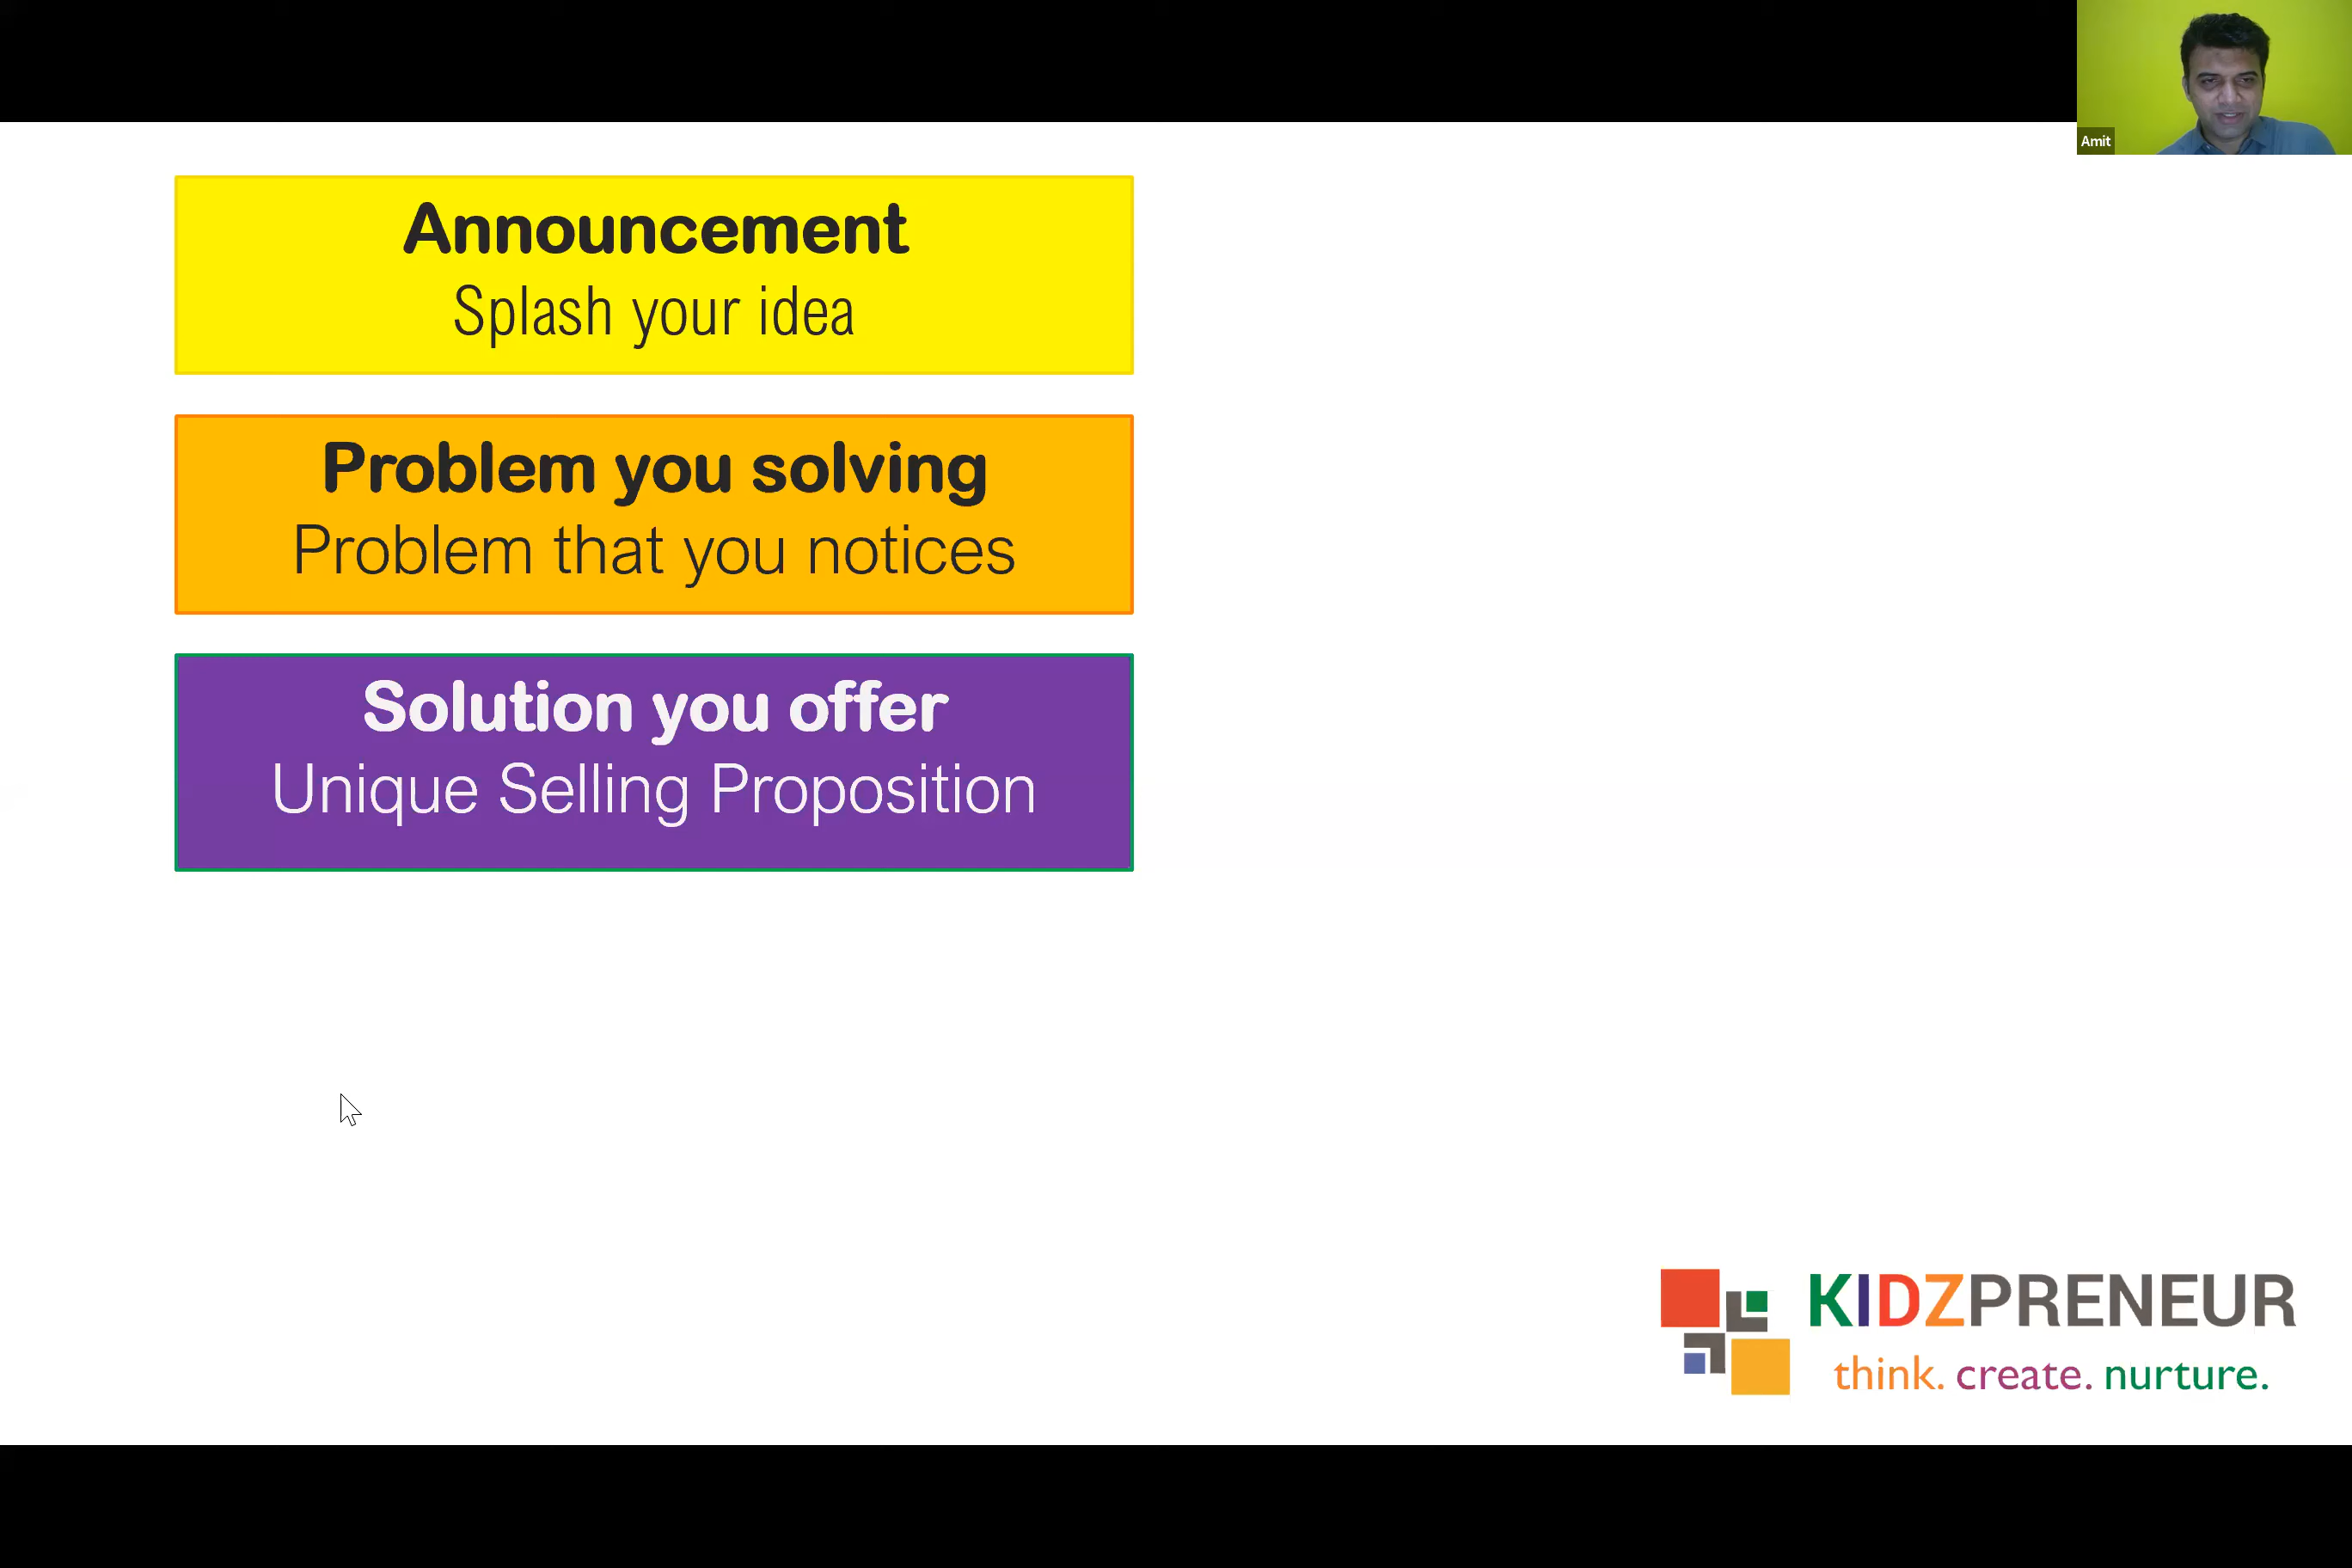 Amit
Announcement
Splash your idea
Problem you solving
Problem that you notices
Solution you offer
Unique Selling Proposition
KIDZPRENEUR
think. create. nurture.